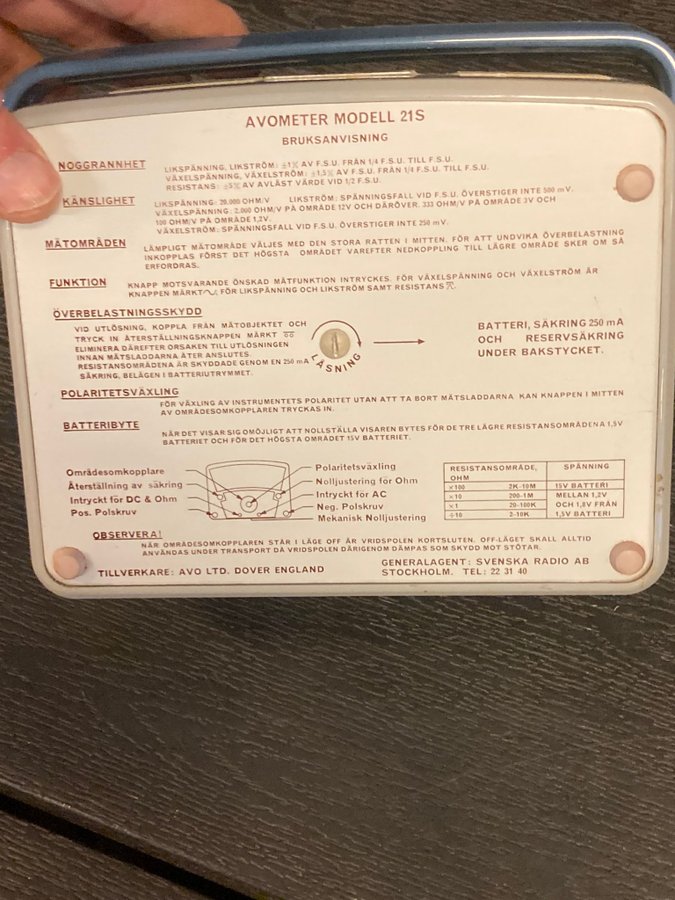 AVOMETER MODELL 21S
BRUKSANVISNING
NOGGRANNHET
LIKSPÄNNING, LIKSTRÖM: ±1% AV F.S.U. FRÅN 1/4 F.S.U. TILL F.S.U.
VÄXELSPÄNNING, VÄXELSTRÖM: ±1,5% AV F.S.U. FRÅN 1/4 F.S.U. TILL F.S.U.
RESISTANS: ±5% AV AVLÄST VÄRDE VID 1/2 F.S.U.
KÄNSLIGHET
LIKSPÄNNING: 20.000 OHM/V LIKSTRÖM: SPÄNNINGSFALL VID F.S.U. ÖVERSTIGER INTE 500 mV.
VÄXELSPÄNNING: 2.000 OHM/V PÅ OMRÅDE 12V OCH DÄRÖVER. 333 OHM/V PÅ OMRÅDE 3V OCH
100 OHM/V PÅ OMRÅDE 1,2V.
VÄXELSTRÖM: SPÄNNINGSFALL VID F.S.U. ÖVERSTIGER INTE 250 mV.
MÄTOMRÅDEN
LÄMPLIGT MÄTOMRÅDE VÄLJES MED DEN STORA RATTEN I MITTEN. FÖR ATT UNDVIKA ÖVERBELASTNING
INKOPPLAS FÖRST DET HÖGSTA OMRÅDET VAREFTER NEDKOPPLING TILL LÄGRE OMRÅDE SKER OM SÅ
ERFORDRAS.
FUNKTION
KNAPP MOTSVARANDE ÖNSKAD MÄTFUNKTION INTRYCKES. FÖR VÄXELSPÄNNING OCH VÄXELSTRÖM ÄR
KNAPPEN MÄRKT ~, FÖR LIKSPÄNNING OCH LIKSTRÖM SAMT RESISTANS
ÖVERBELASTNINGSSKYDD
VID UTLÖSNING, KOPPLA FRÅN MÄTOBJEKTET OCH
TRYCK IN ÅTERSTÄLLNINGSKNAPPEN MÄRKT
ELIMINERA DÄREFTER ORSAKEN TILL UTLÖSNINGEN
INNAN MÄTSLADDARNA ÅTER ANSLUTES.
RESISTANSOMRÅDENA ÄR SKYDDADE GENOM EN 250 mA
SÄKRING, BELÄGEN I BATTERIUTRYMMET.
LÅSNING
BATTERI, SÄKRING 250 mA
OCH RESERVSÄKRING
UNDER BAKSTYCKET.
POLARITETSVÄXLING
FÖR VÄXLING AV INSTRUMENTETS POLARITET UTAN ATT TA BORT MÄTSLADDARNA KAN KNAPPEN I MITTEN
AV OMRÅDESOMKOPPLAREN TRYCKAS IN.
BATTERIBYTE
NÄR DET VISAR SIG OMÖJLIGT ATT NOLLSTÄLLA VISAREN BYTES FÖR DE TRE LÄGRE RESISTANSOMRÅDENA 1,5V
BATTERIET OCH FÖR DET HÖGSTA OMRÅDET 15V BATTERIET.
Områdesomkopplare
Återställning av säkring
Intryckt för DC & Ohm
Pos. Polskruv
Polaritetsväxling
Nolljustering för Ohm
Intryckt för AC
Neg. Polskruv
Mekanisk Nolljustering
RESISTANSOMRÅDE, OHM SPÄNNING
×100 2K-10M 15V BATTERI
×10 200-1M MELLAN 1,2V
×1 20-100K OCH 1,8V FRÅN
÷10 2-10K 1,5V BATTERI
OBSERVERA!
NÄR OMRÅDESOMKOPPLAREN STÅR I LÄGE OFF ÄR VRIDSPOLEN KORTSLUTEN. OFF-LÄGET SKALL ALLTID
ANVÄNDAS UNDER TRANSPORT DÅ VRIDSPOLEN DÄRIGENOM DÄMPAS SOM SKYDD MOT STÖTAR.
TILLVERKARE: AVO LTD. DOVER ENGLAND
GENERALAGENT: SVENSKA RADIO AB
STOCKHOLM. TEL: 22 31 40